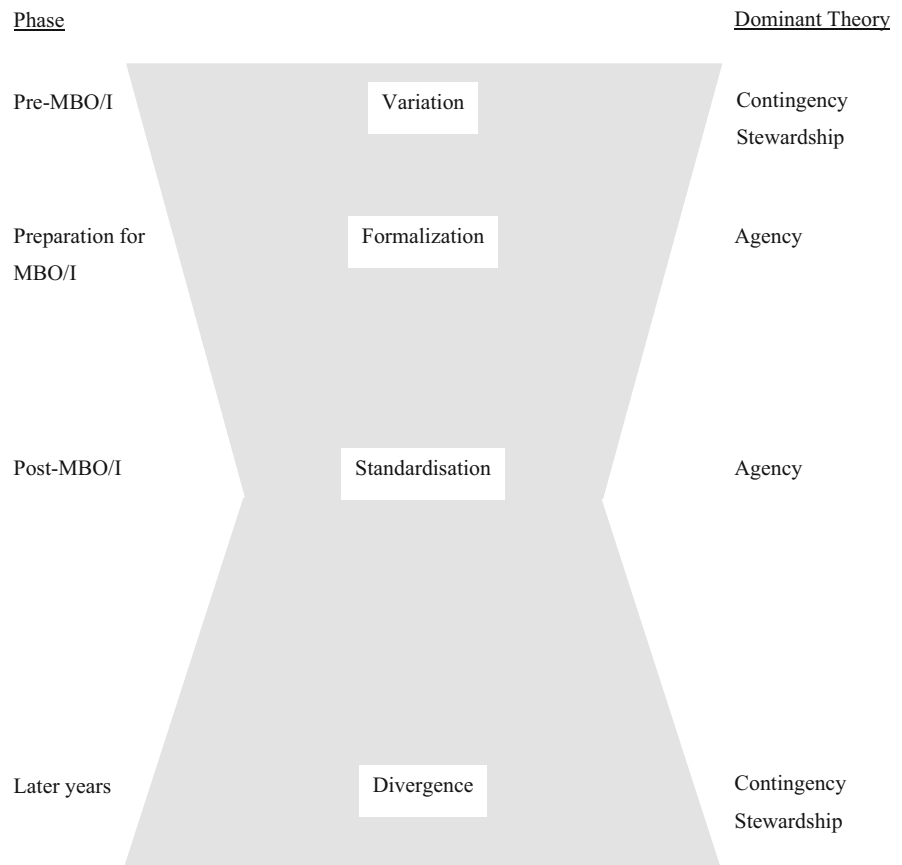 Phase
Dominant Theory
Pre-MBO/I
Variation
Contingency
Stewardship
Preparation for
MBO/I
Formalization
Agency
Post-MBO/I
Standardisation
Agency
Later years
Divergence
Contingency
Stewardship